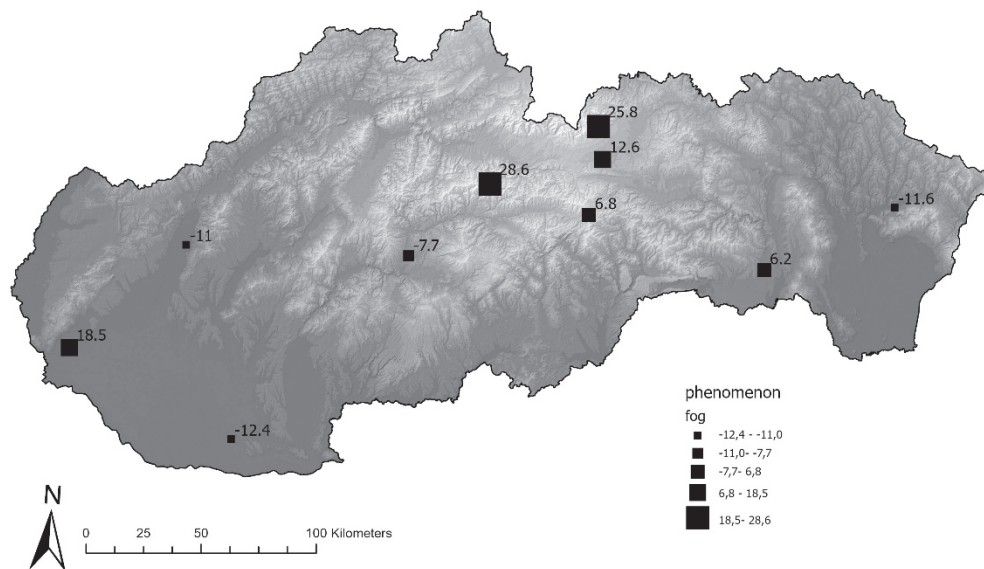 25.8
12.6
28.6
-11.6
6.8
-11
-7.7
6.2
18.5
-12.4
phenomenon
fog
-12,4 - -11,0
-11,0- -7,7
-7,7- 6,8
6,8 - 18,5
18,5- 28,6
N
0 25 50 100 Kilometers